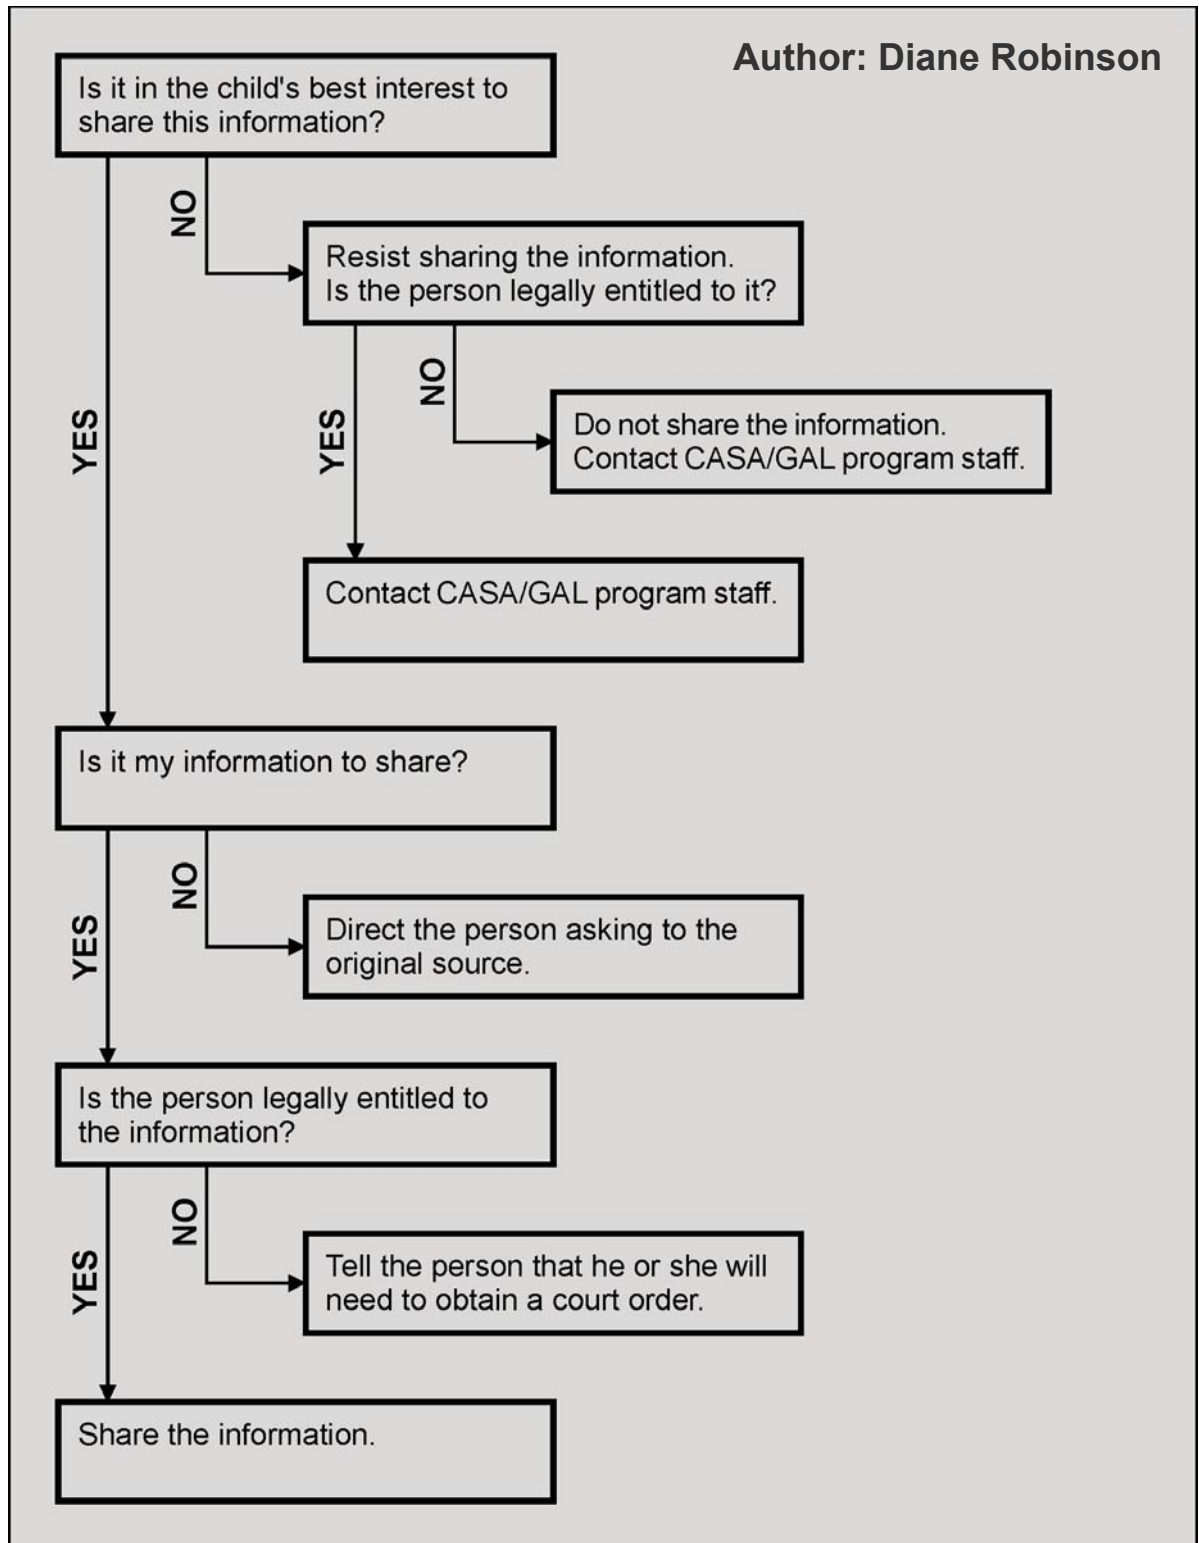 Author: Diane Robinson
Is it in the child's best interest to
share this information?
NO
Resist sharing the information.
Is the person legally entitled to it?
YES
YES
NO
Do not share the information.
Contact CASA/GAL program staff.
Contact CASA/GAL program staff.
Is it my information to share?
YES
NO
Direct the person asking to the
original source.
Is the person legally entitled to
the information?
YES
NO
Tell the person that he or she will
need to obtain a court order.
Share the information.